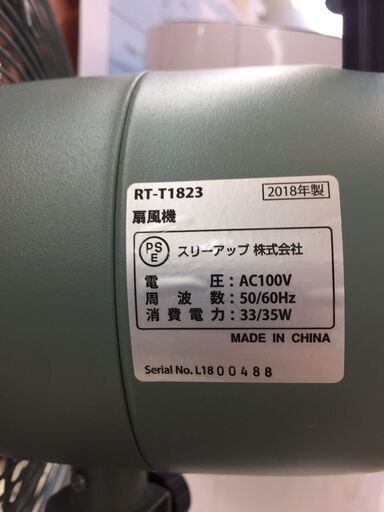 RT-T1823 2018年製
扇風機
PS E スリーアップ 株式会社
電圧：AC100V
周波数：50/60Hz
消費電力：33/35W
MADE IN CHINA
Serial No. L1800488